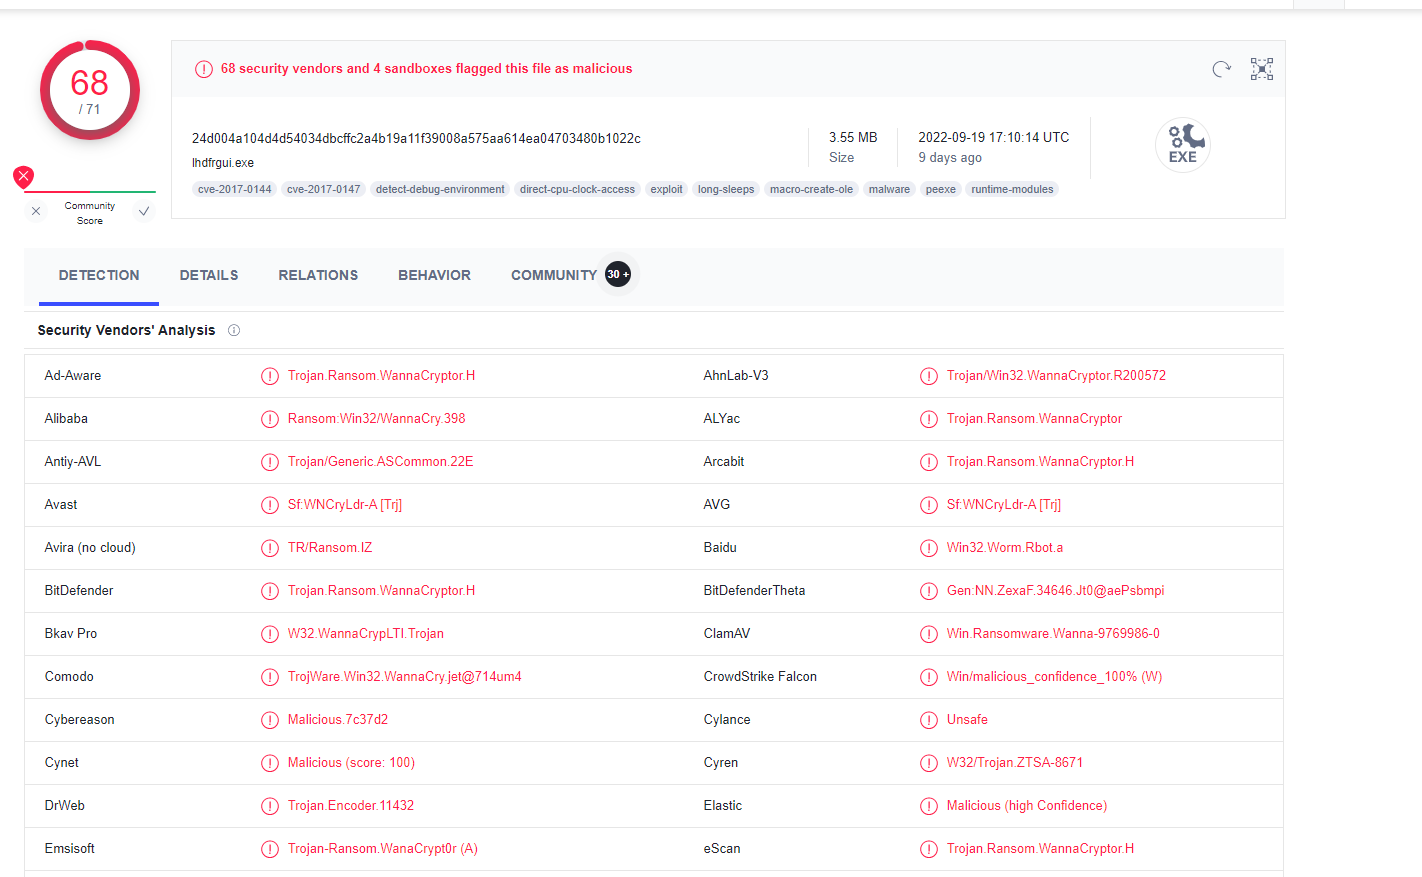 68
/ 71
Community
Score
68 security vendors and 4 sandboxes flagged this file as malicious
24d004a104d4d54034dbcffc2a4b19a11f39008a575aa614ea04703480b1022c
lhdfrgui.exe
cve-2017-0144 cve-2017-0147 detect-debug-environment direct-cpu-clock-access exploit long-sleeps macro-create-ole malware peexe runtime-modules
3.55 MB
Size
2022-09-19 17:10:14 UTC
9 days ago
EXE
DETECTION DETAILS RELATIONS BEHAVIOR COMMUNITY 30 +
Security Vendors' Analysis
Ad-Aware Trojan.Ransom.WannaCryptor.H AhnLab-V3 Trojan/Win32.WannaCryptor.R200572
Alibaba Ransom:Win32/WannaCry.398 ALYac Trojan.Ransom.WannaCryptor
Antiy-AVL Trojan/Generic.ASCommon.22E Arcabit Trojan.Ransom.WannaCryptor.H
Avast Sf:WNCryLdr-A [Trj] AVG Sf:WNCryLdr-A [Trj]
Avira (no cloud) TR/Ransom.IZ Baidu Win32.Worm.Rbot.a
BitDefender Trojan.Ransom.WannaCryptor.H BitDefenderTheta Gen:NN.ZexaF.34646.Jt0@aePsbmpi
Bkav Pro W32.WannaCrypLTI.Trojan ClamAV Win.Ransomware.Wanna-9769986-0
Comodo TrojWare.Win32.WannaCry.jet@714um4 CrowdStrike Falcon Win/malicious_confidence_100% (W)
Cybereason Malicious.7c37d2 Cylance Unsafe
Cynet Malicious (score: 100) Cyren W32/Trojan.ZTSA-8671
DrWeb Trojan.Encoder.11432 Elastic Malicious (high Confidence)
Emsisoft Trojan-Ransom.WanaCrypt0r (A) eScan Trojan.Ransom.WannaCryptor.H